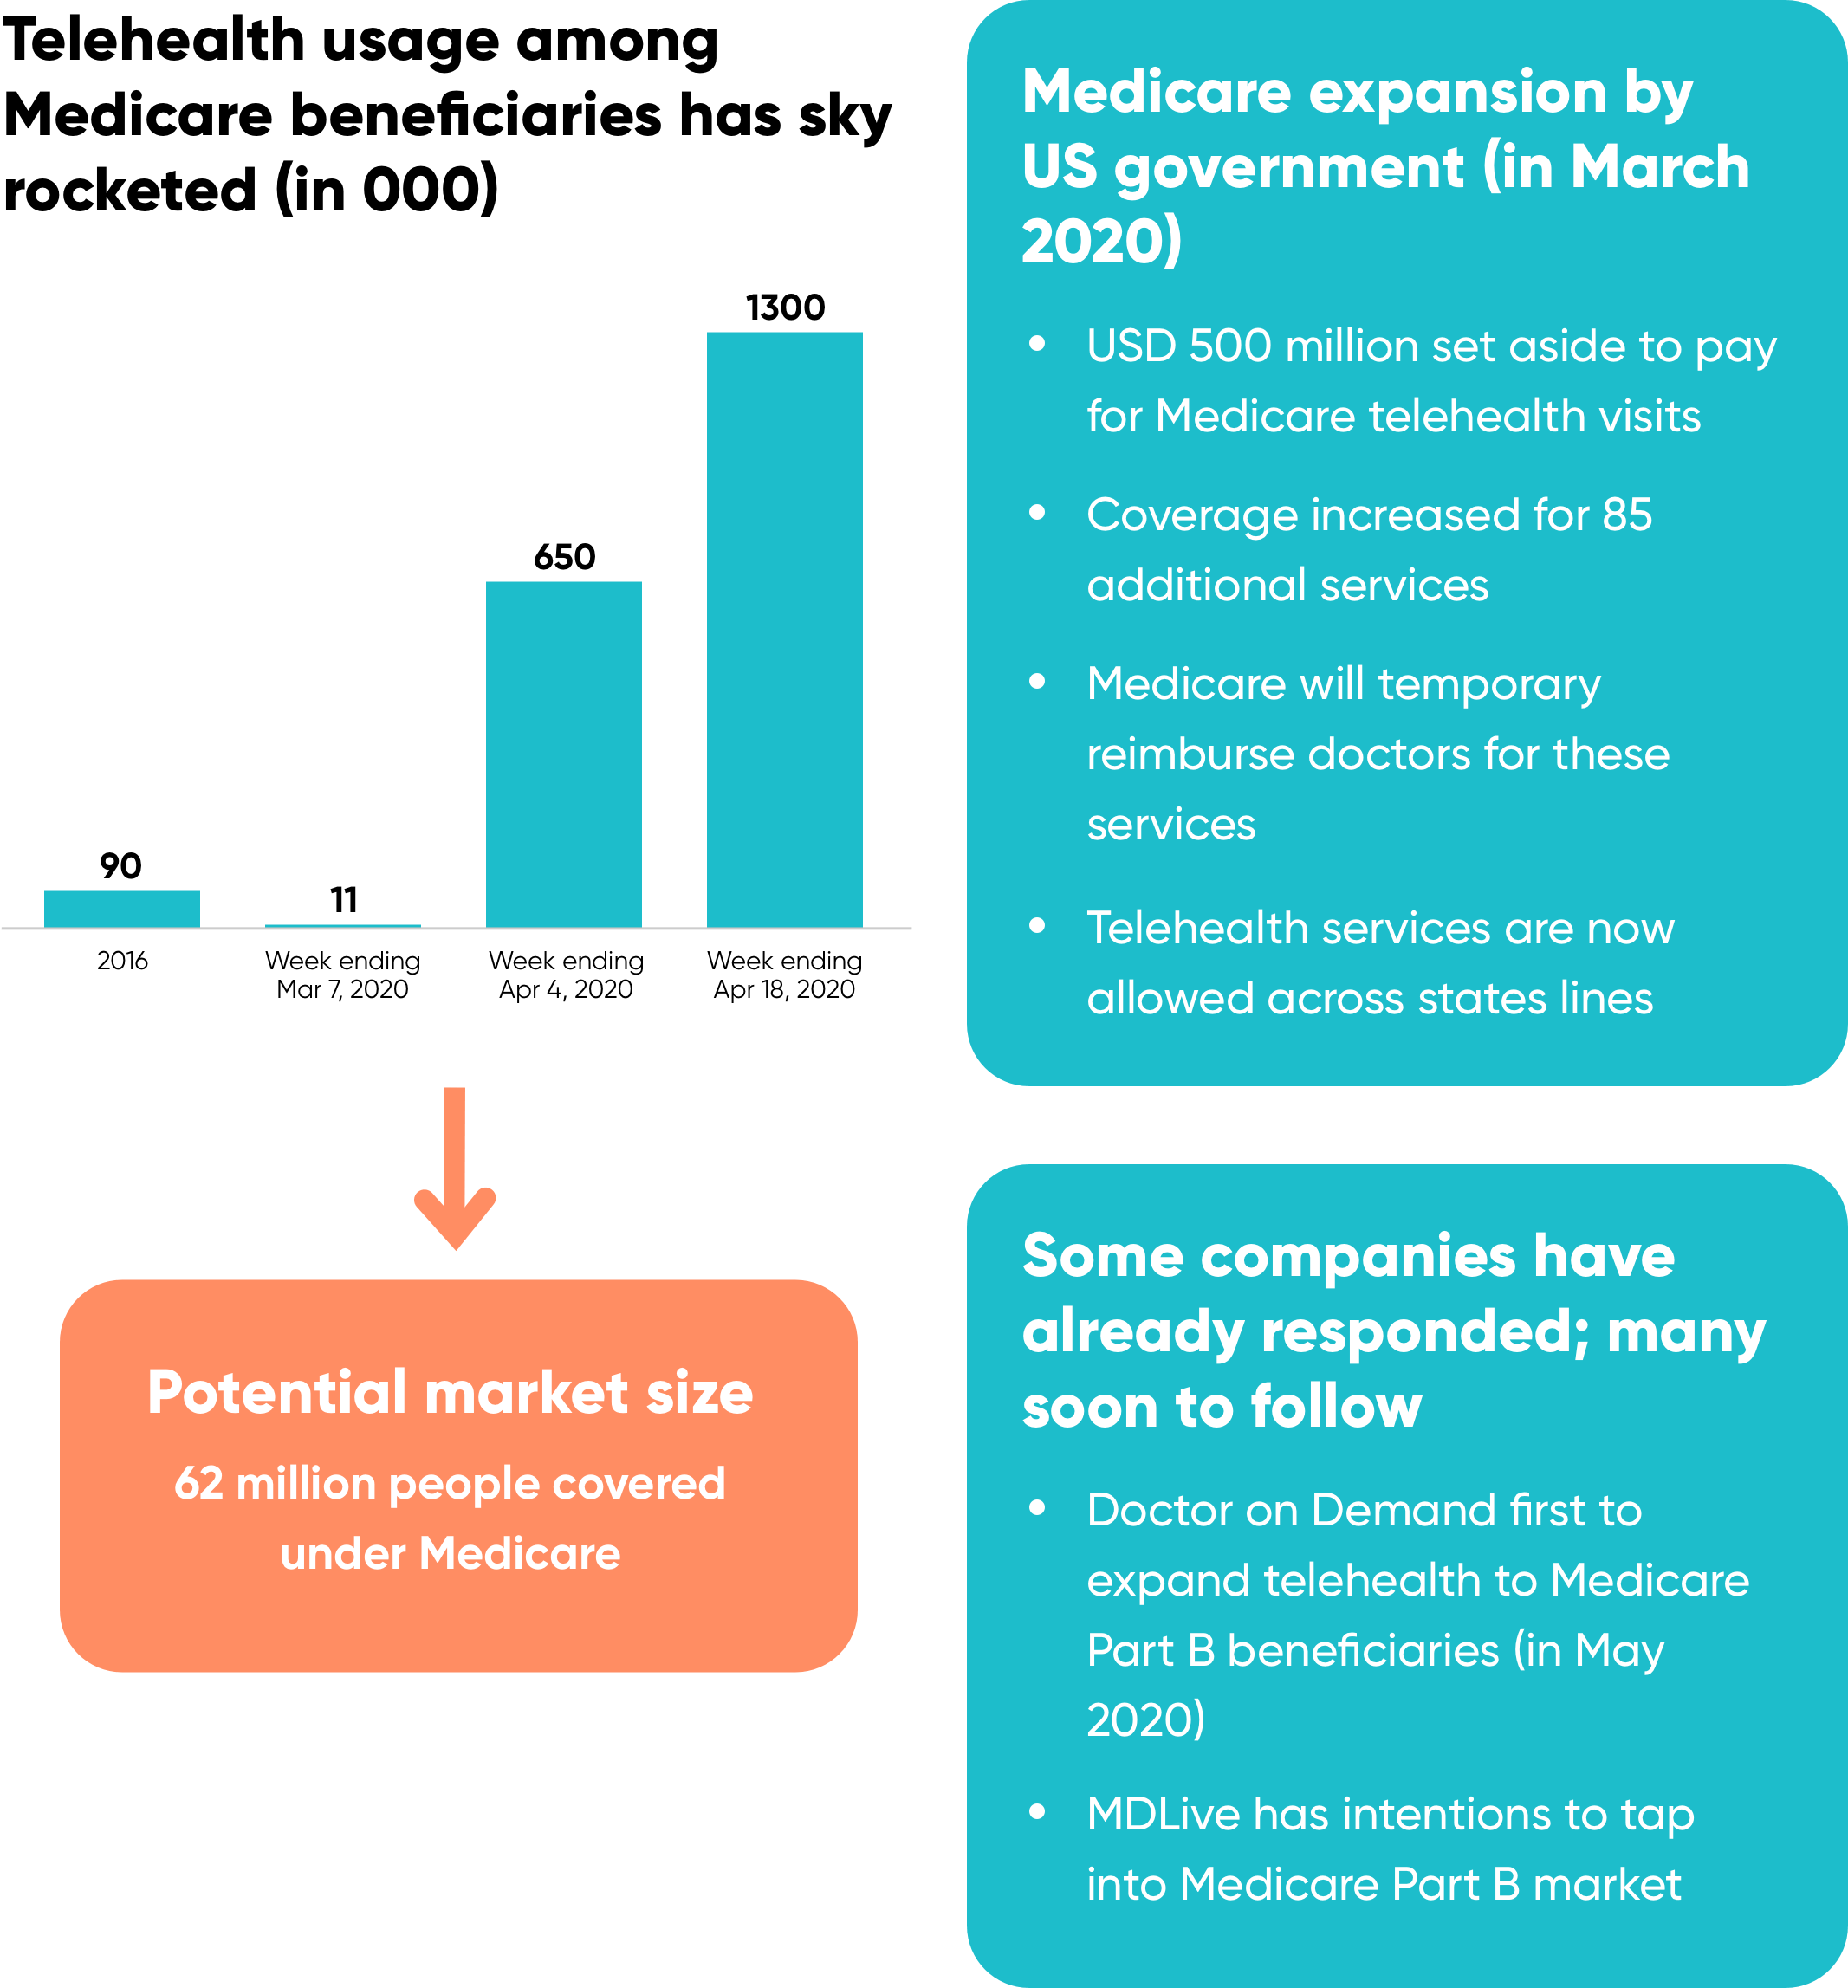 Telehealth usage among
Medicare beneficiaries has sky
rocketed (in 000)
1300
650
90
11
2016
Week ending
Mar 7, 2020
Week ending
Apr 4, 2020
Week ending
Apr 18, 2020
Potential market size
62 million people covered
under Medicare
Medicare expansion by
US government (in March
2020)
• USD 500 million set aside to pay
for Medicare telehealth visits
• Coverage increased for 85
additional services
• Medicare will temporary
reimburse doctors for these
services
• Telehealth services are now
allowed across states lines
Some companies have
already responded; many
soon to follow
• Doctor on Demand first to
expand telehealth to Medicare
Part B beneficiaries (in May
2020)
• MDLive has intentions to tap
into Medicare Part B market